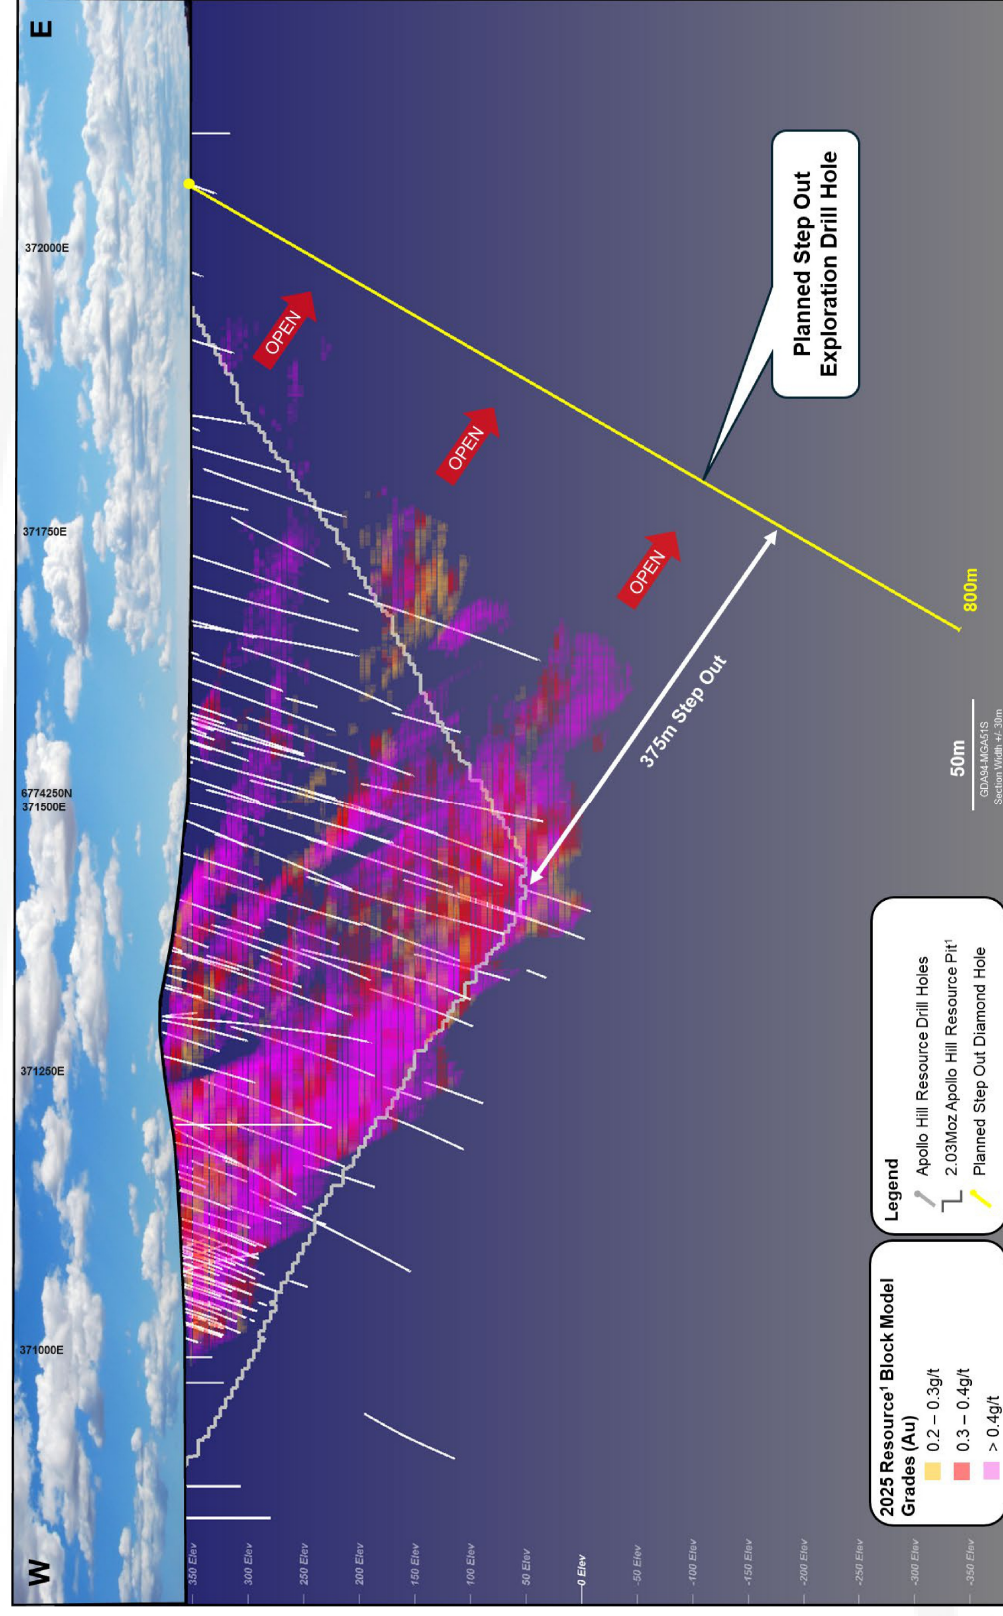 W
E
371000E
371250E
6774250N
371500E
371750E
372000E
350 Elev
300 Elev
250 Elev
200 Elev
150 Elev
100 Elev
50 Elev
0 Elev
-50 Elev
-100 Elev
-150 Elev
-200 Elev
-250 Elev
-300 Elev
-350 Elev
OPEN
OPEN
OPEN
375m Step Out
Planned Step Out
Exploration Drill Hole
800m
50m
GDA94-MGA51S
Section Width +/- 30m
2025 Resource¹ Block Model
Grades (Au)
0.2 – 0.3g/t
0.3 – 0.4g/t
> 0.4g/t
Legend
Apollo Hill Resource Drill Holes
2.03Moz Apollo Hill Resource Pit¹
Planned Step Out Diamond Hole